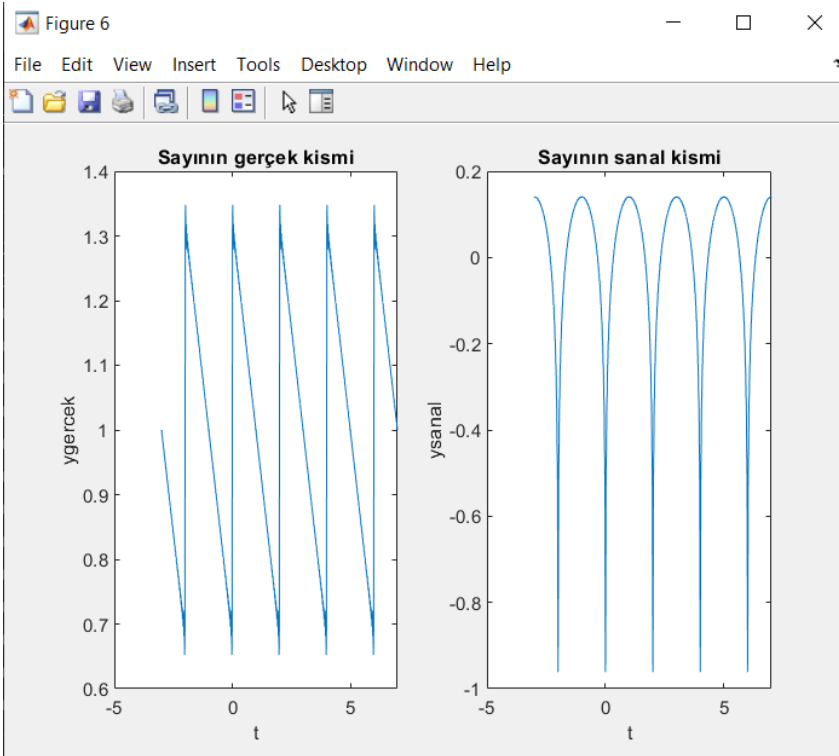 Figure 6
File Edit View Insert Tools Desktop Window Help
Sayının gerçek kismi
1.4
1.3
1.2
1.1
1
0.9
0.8
0.7
0.6
ygercek
-5 0 5
t
Sayının sanal kismi
0.2
0
-0.2
-0.4
-0.6
-0.8
-1
ysanal
-5 0 5
t